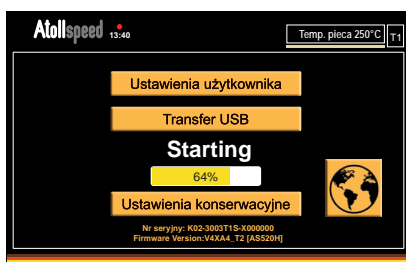 Atollspeed 13:40 Temp. pieca 250°C T1
Ustawienia użytkownika
Transfer USB
Starting
64%
Ustawienia konserwacyjne
Nr seryjny: K02-3003T1S-X000000
Firmware Version:V4XA4_T2 [AS520H]